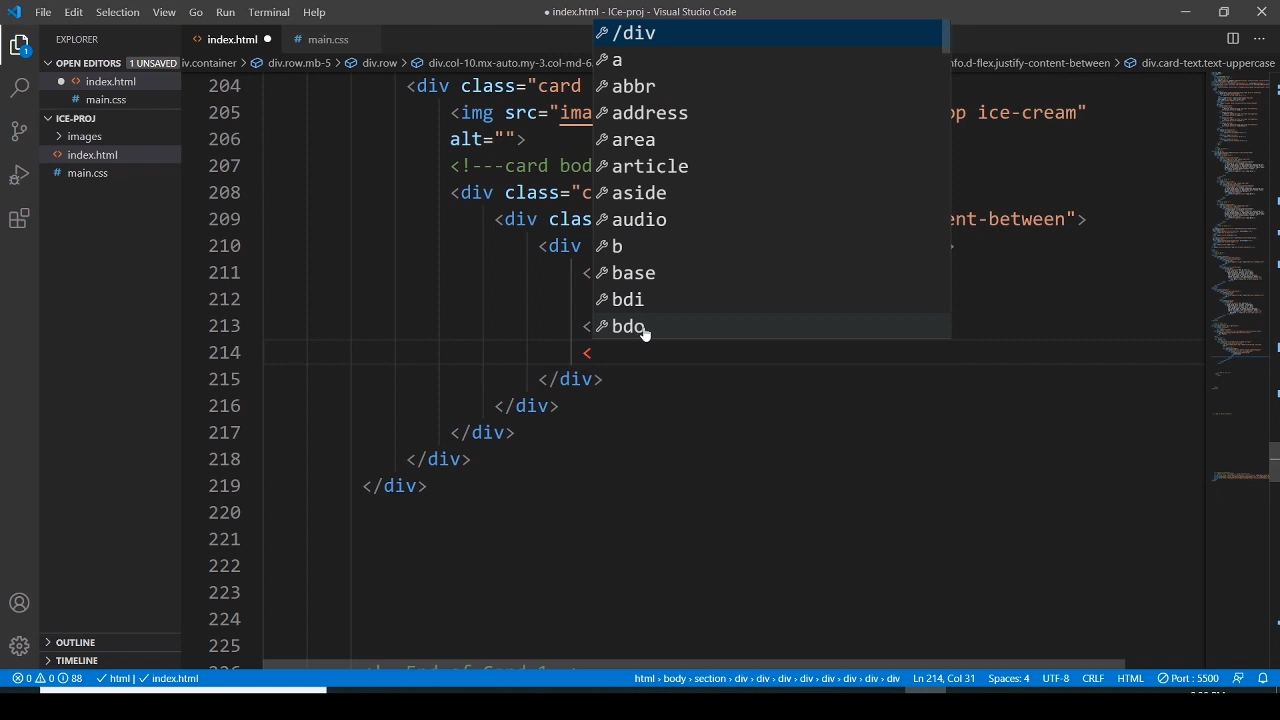 File Edit Selection View Go Run Terminal Help
● index.html - Visual Studio Code
EXPLORER
index.html
main.css
OPEN EDITORS 1 UNSAVED
iv.container › div.row.mb-5 › div.row › div.col-10.mx-auto.my-3.col-md-6. nfo.d-flex.justify-content-between › div.card-text.text-uppercase
index.html
main.css
ICE-PROJ
images
index.html
main.css
OUTLINE
TIMELINE
/div
a
abbr
address
area
article
aside
audio
b
base
bdi
bdo
204 <div class="card
205 <img src="ima op ice-cream"
206 alt="">
207 <!---card bod
208 <div class="c
209 <div clas ent-between">
210 <div >
211 <
212
213 <
214 <
215 </div>
216 </div>
217 </div>
218 </div>
219 </div>
220
221
222
223
224
225
1
0 0 88 html | index.html
html › body › section › div › div › div › div › div › div › div › div Ln 214, Col 31 Spaces: 4 UTF-8 CRLF HTML Port : 5500